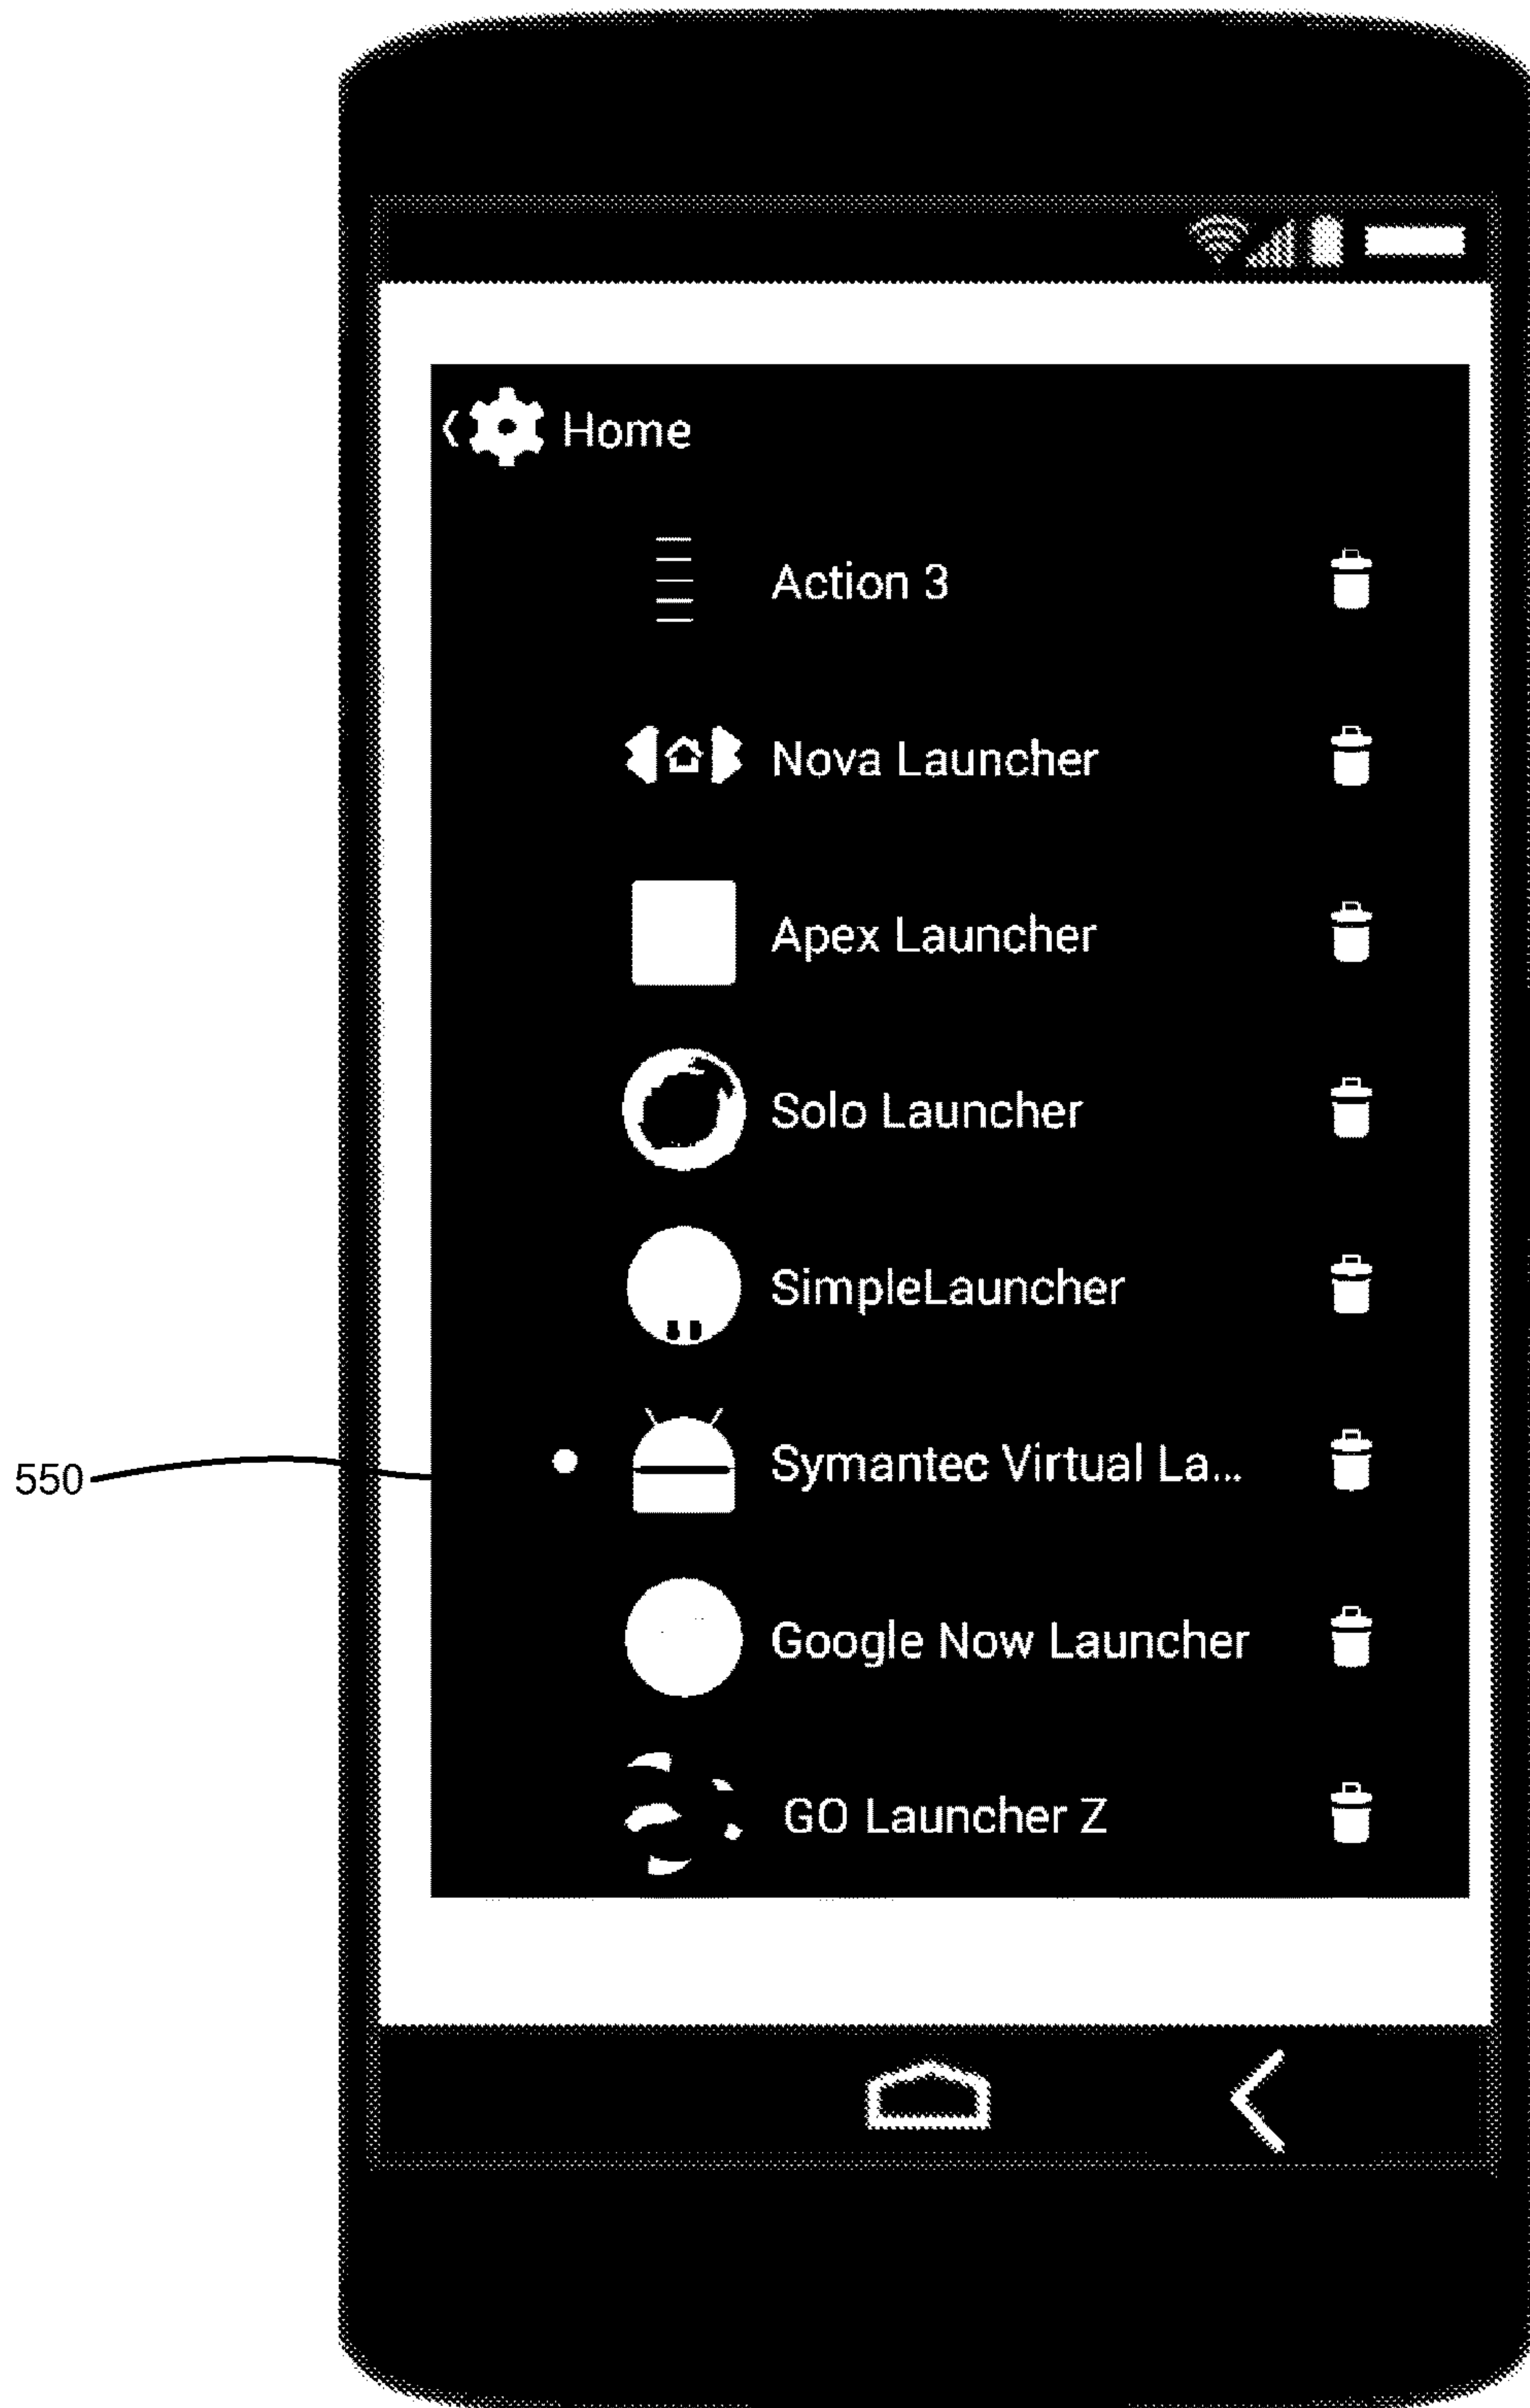 Home
Action 3
Nova Launcher
Apex Launcher
Solo Launcher
SimpleLauncher
Symantec Virtual La...
550
Google Now Launcher
GO Launcher Z